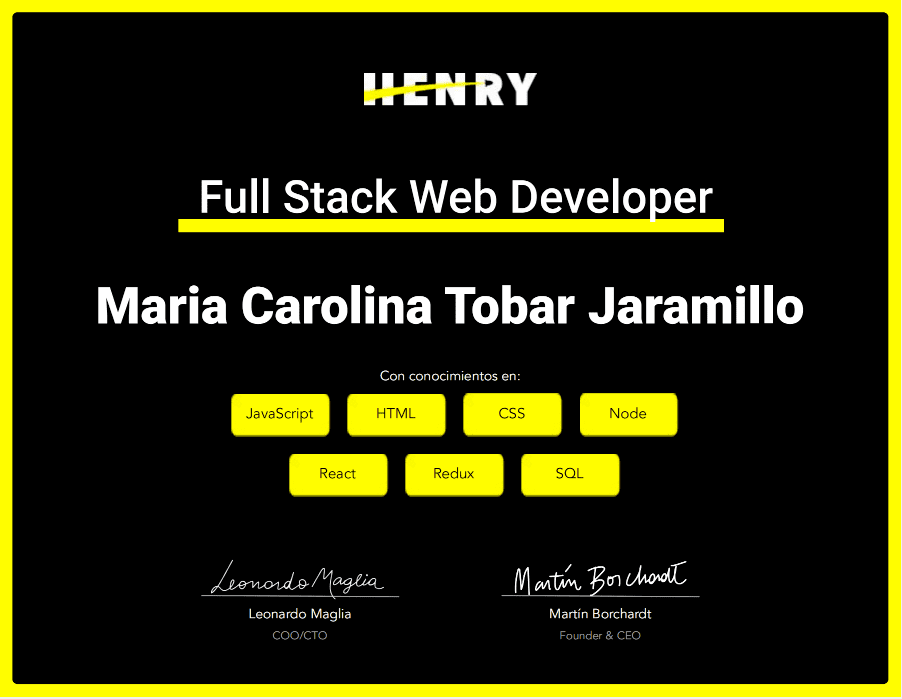 HENRY
Full Stack Web Developer
Maria Carolina Tobar Jaramillo
Con conocimientos en:
JavaScript HTML CSS Node
React Redux SQL
Leonardo Maglia Martín Borchardt
Leonardo Maglia Martín Borchardt
COO/CTO Founder & CEO